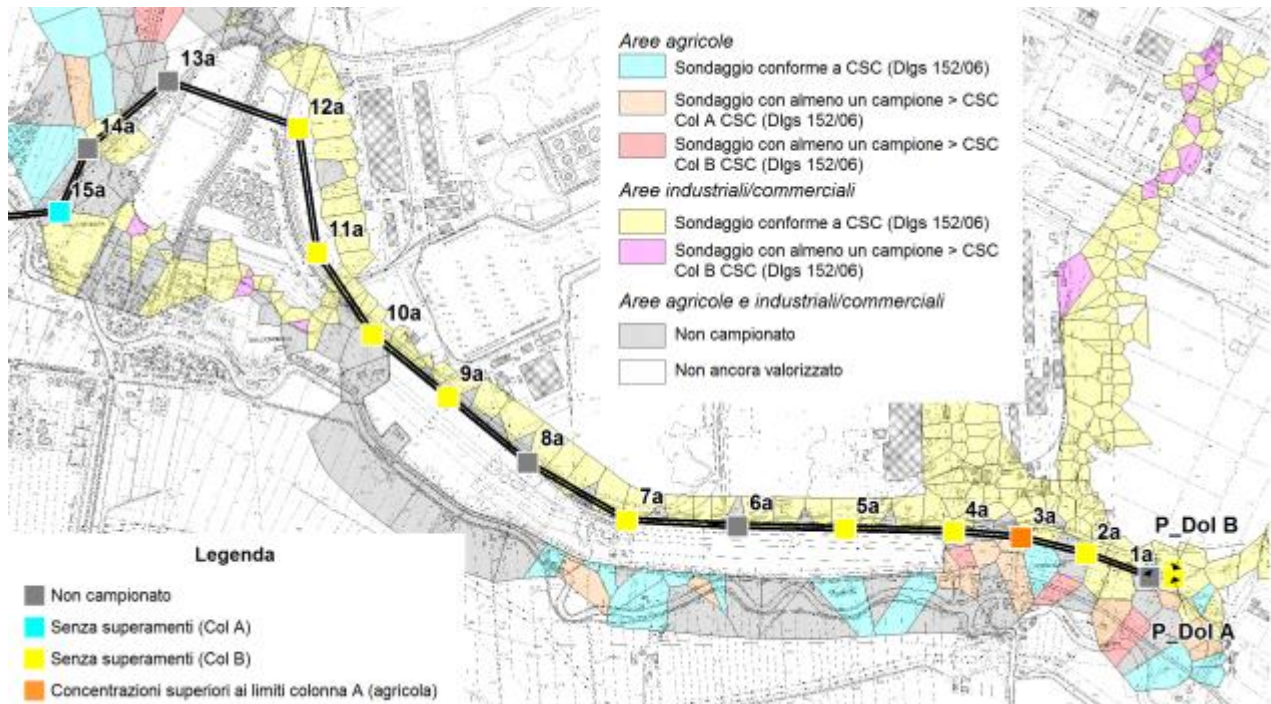 13a
12a
14a
15a
11a
10a
9a
8a
7a
6a
5a
4a
3a
2a
1a
P_Dol B
P_Dol A
Aree agricole
Sondaggio conforme a CSC (Dlgs 152/06)
Sondaggio con almeno un campione > CSC
Col A CSC (Dlgs 152/06)
Sondaggio con almeno un campione > CSC
Col B CSC (Dlgs 152/06)
Aree industriali/commerciali
Sondaggio conforme a CSC (Dlgs 152/06)
Sondaggio con almeno un campione > CSC
Col B CSC (Dlgs 152/06)
Aree agricole e industriali/commerciali
Non campionato
Non ancora valorizzato
Legenda
Non campionato
Senza superamenti (Col A)
Senza superamenti (Col B)
Concentrazioni superiori ai limiti colonna A (agricola)